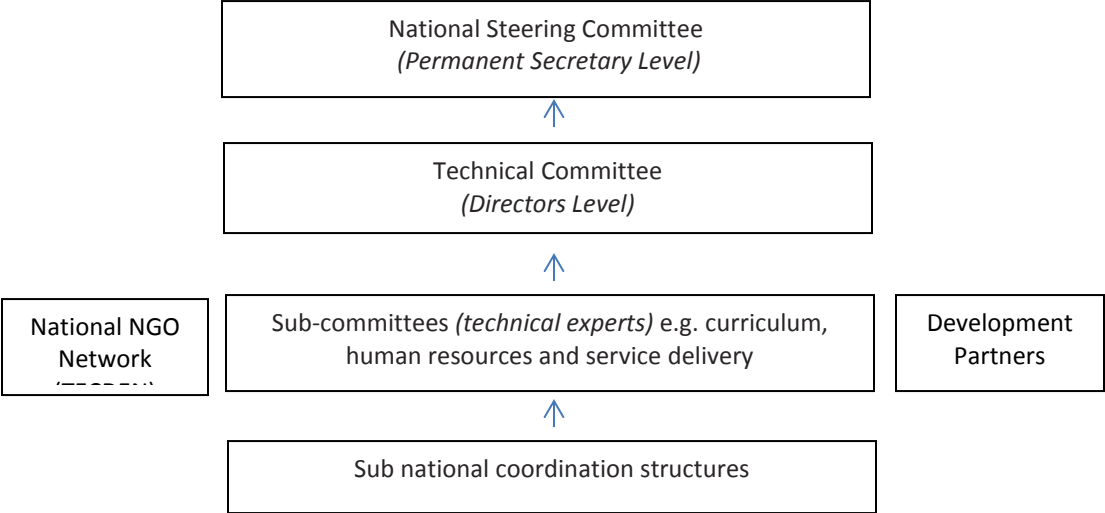 National Steering Committee
(Permanent Secretary Level)
Technical Committee
(Directors Level)
National NGO
Network
Sub-committees (technical experts) e.g. curriculum,
human resources and service delivery
Development
Partners
Sub national coordination structures